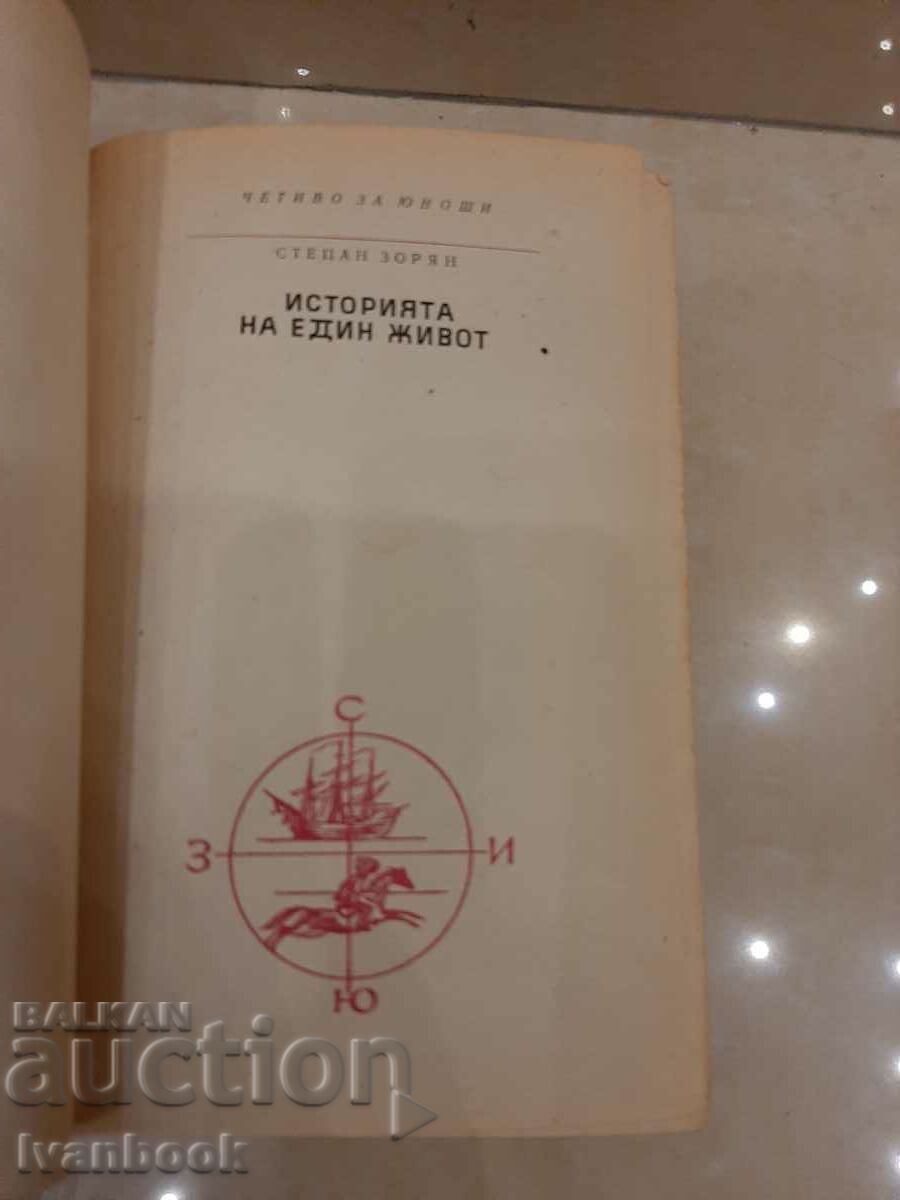 ЧЕТИВО ЗА ЮНОШИ
СТЕПАН ЗОРЯН
ИСТОРИЯТА
НА ЕДИН ЖИВОТ
С
З И
Ю
BALKAN
auction
Ivanbook